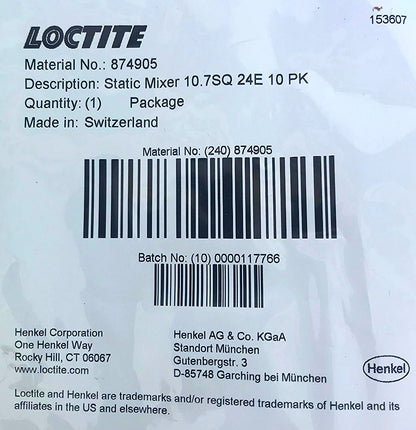 153607
LOCTITE
Material No.: 874905
Description: Static Mixer 10.7SQ 24E 10 PK
Quantity: (1) Package
Made in: Switzerland
Material No: (240) 874905
Batch No: (10) 0000117766
Henkel Corporation
One Henkel Way
Rocky Hill, CT 06067
www.loctite.com
Henkel AG & Co. KGaA
Standort München
Gutenbergstr. 3
D-85748 Garching bei München
Henkel
Loctite and Henkel are trademarks and/or registered trademarks of Henkel and its
affiliates in the US and elsewhere.